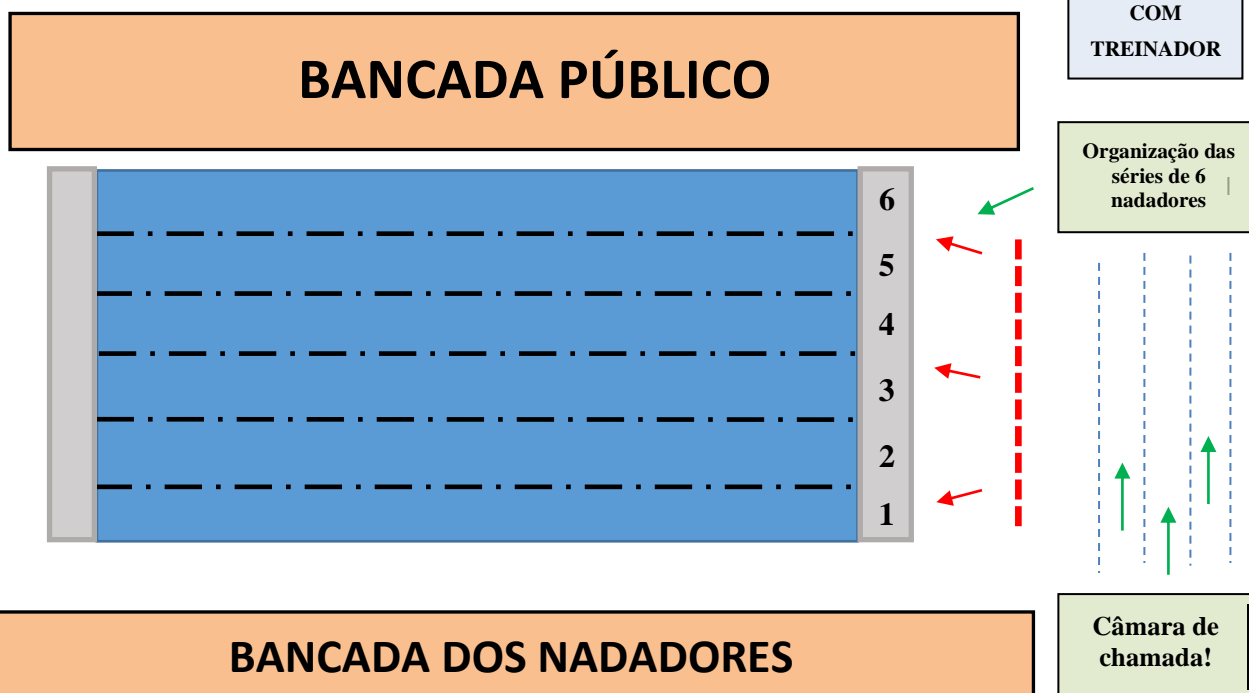 COM
TREINADOR
BANCADA PÚBLICO
Organização das
séries de 6
nadadores
6
5
4
3
2
1
BANCADA DOS NADADORES
Câmara de
chamada!